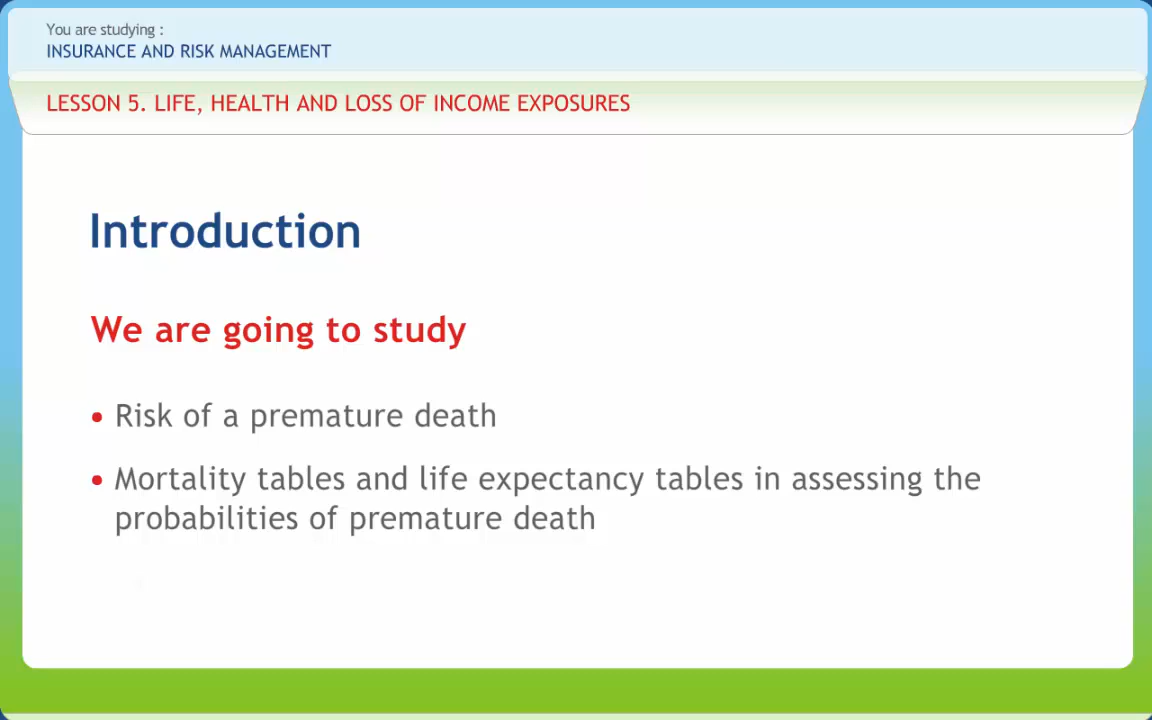 You are studying :
INSURANCE AND RISK MANAGEMENT
LESSON 5. LIFE, HEALTH AND LOSS OF INCOME EXPOSURES
Introduction
We are going to study
• Risk of a premature death
• Mortality tables and life expectancy tables in assessing the
probabilities of premature death